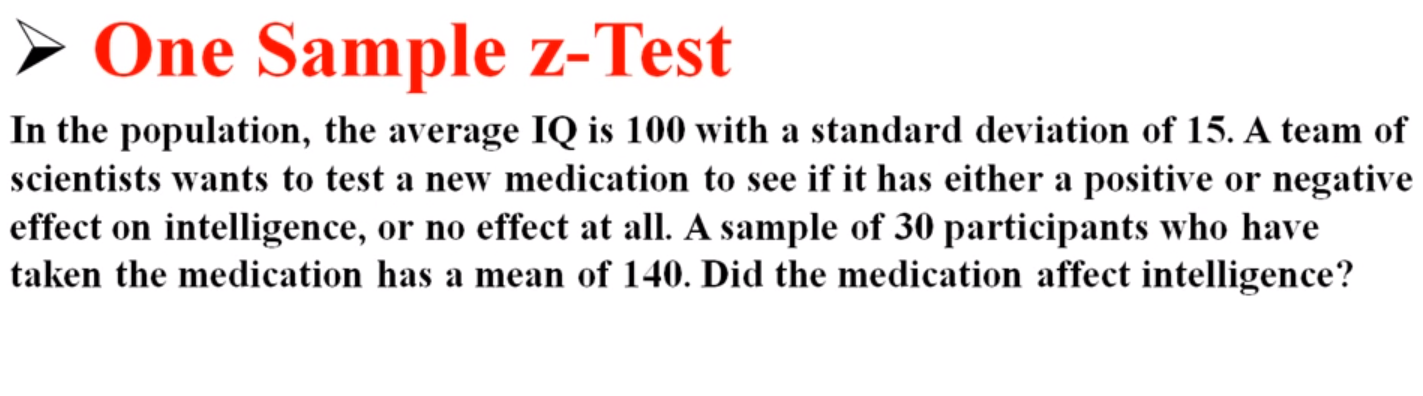 One Sample z-Test
In the population, the average IQ is 100 with a standard deviation of 15. A team of
scientists wants to test a new medication to see if it has either a positive or negative
effect on intelligence, or no effect at all. A sample of 30 participants who have
taken the medication has a mean of 140. Did the medication affect intelligence?